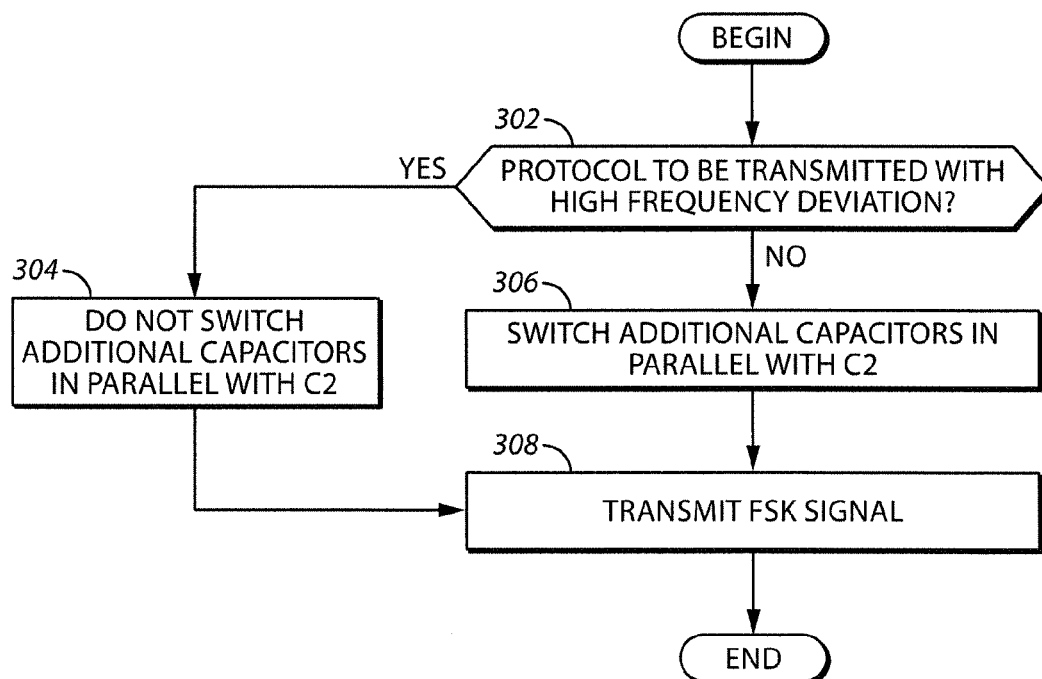 BEGIN
302
PROTOCOL TO BE TRANSMITTED WITH
HIGH FREQUENCY DEVIATION?
YES
NO
304
DO NOT SWITCH
ADDITIONAL CAPACITORS
IN PARALLEL WITH C2
306
SWITCH ADDITIONAL CAPACITORS IN
PARALLEL WITH C2
308
TRANSMIT FSK SIGNAL
END